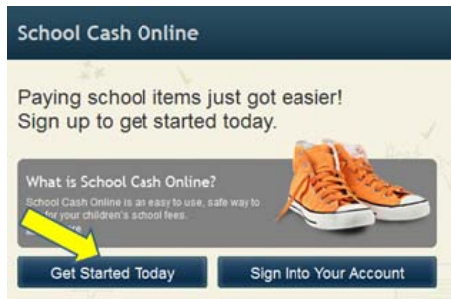 School Cash Online
Paying school items just got easier!
Sign up to get started today.
What is School Cash Online?
School Cash Online is an easy to use, safe way to
for your children's school fees.
Get Started Today
Sign Into Your Account